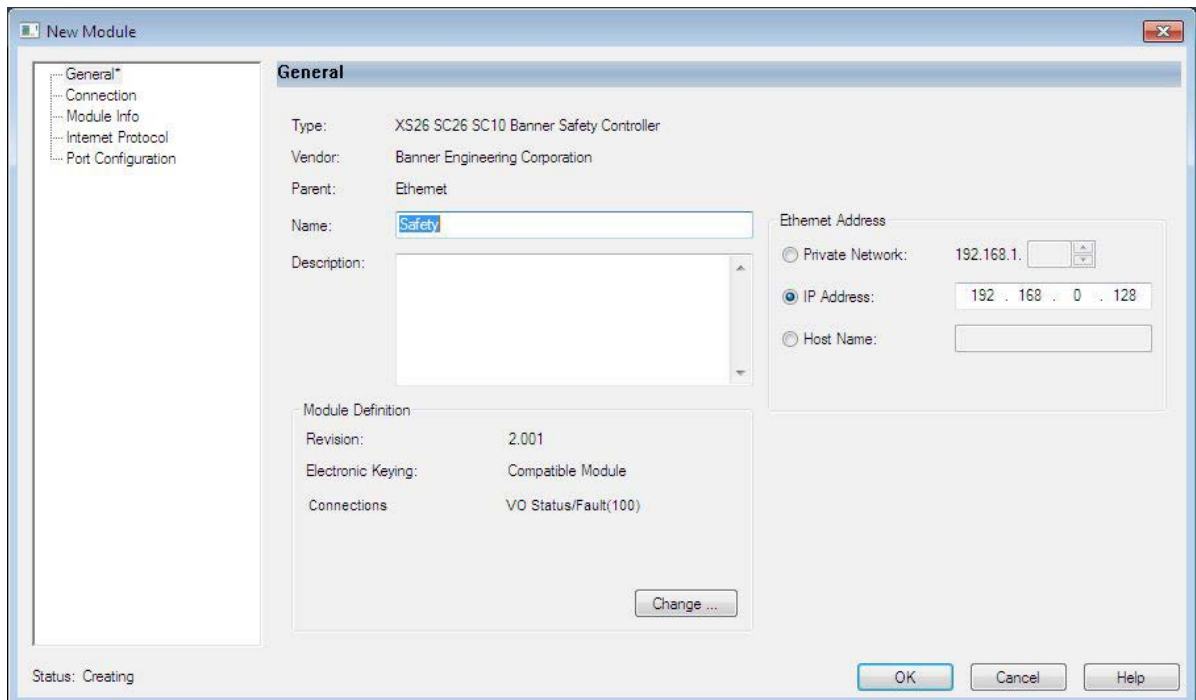 New Module
General*
Connection
Module Info
Internet Protocol
Port Configuration
General
Type: XS26 SC26 SC10 Banner Safety Controller
Vendor: Banner Engineering Corporation
Parent: Ethernet
Name: Safety
Description:
Ethernet Address
Private Network: 192.168.1.
IP Address: 192 . 168 . 0 . 128
Host Name:
Module Definition
Revision: 2.001
Electronic Keying: Compatible Module
Connections VO Status/Fault(100)
Change ...
Status: Creating
OK Cancel Help